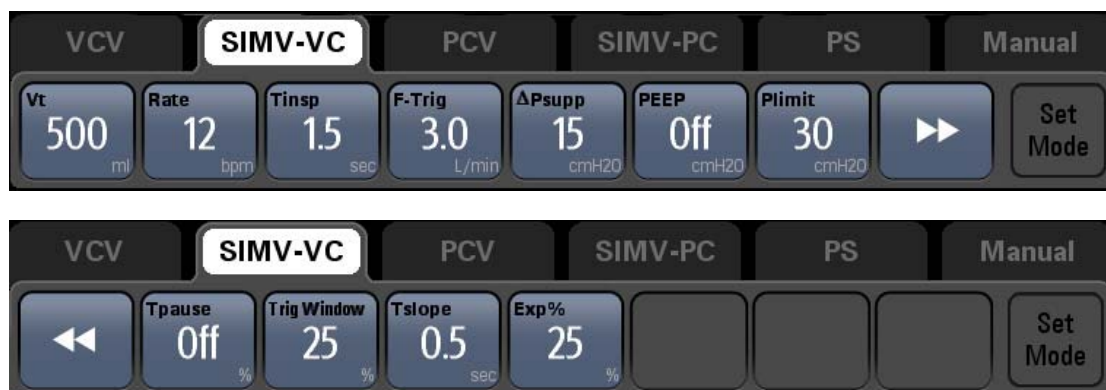 VCV SIMV-VC PCV SIMV-PC PS Manual
Vt Rate Tinsp F-Trig ΔPsupp PEEP Plimit
500 12 1.5 3.0 15 Off 30 Set Mode
ml bpm sec L/min cmH2O cmH2O cmH2O
VCV SIMV-VC PCV SIMV-PC PS Manual
Tpause Trig Window Tslope Exp%
Off 25 0.5 25 Set Mode
% % sec %